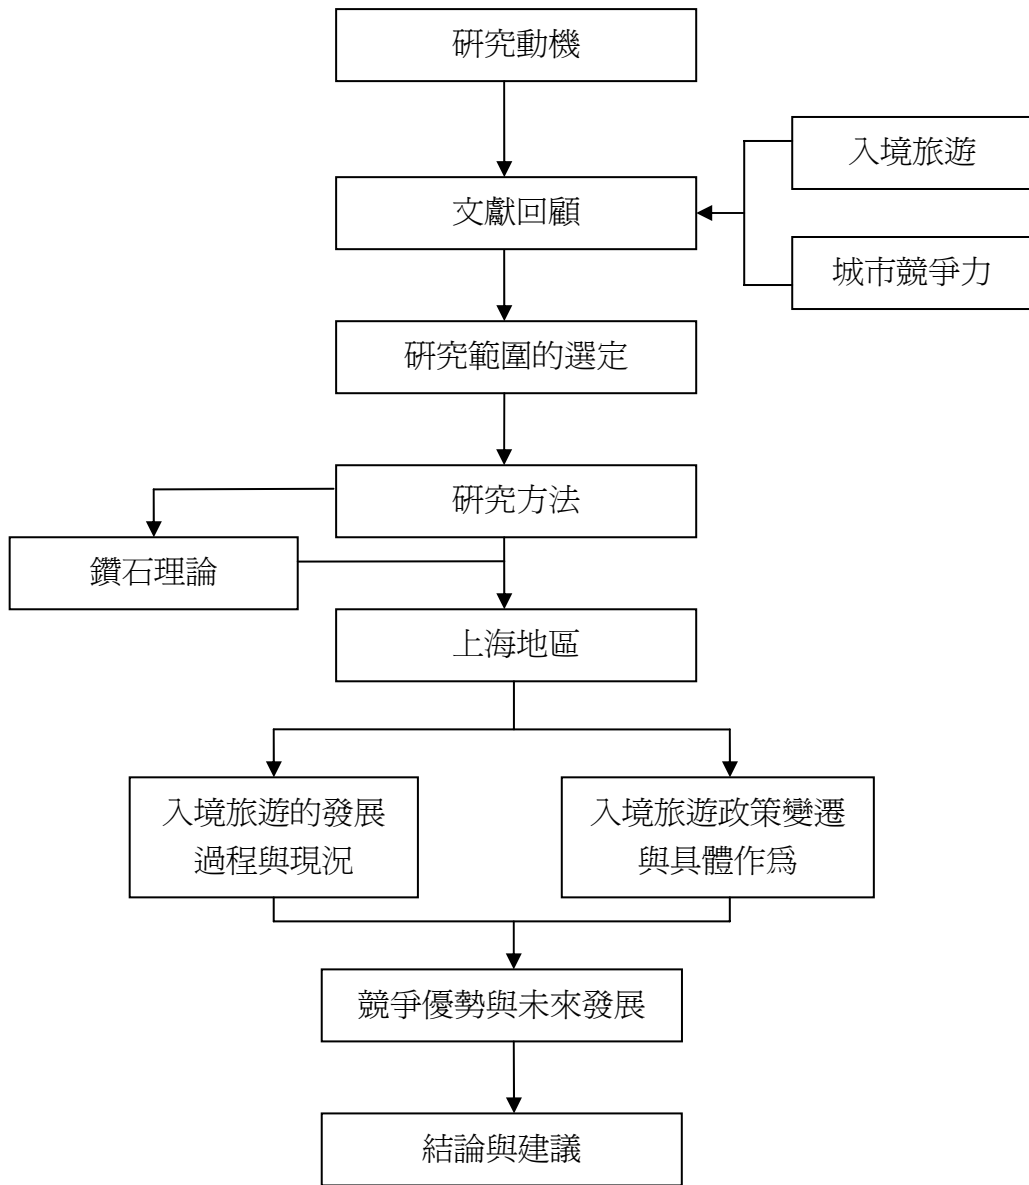 研究動機
入境旅遊
文獻回顧
城市競爭力
研究範圍的選定
研究方法
鑽石理論
上海地區
入境旅遊的發展
過程與現況
入境旅遊政策變遷
與具體作為
競爭優勢與未來發展
結論與建議